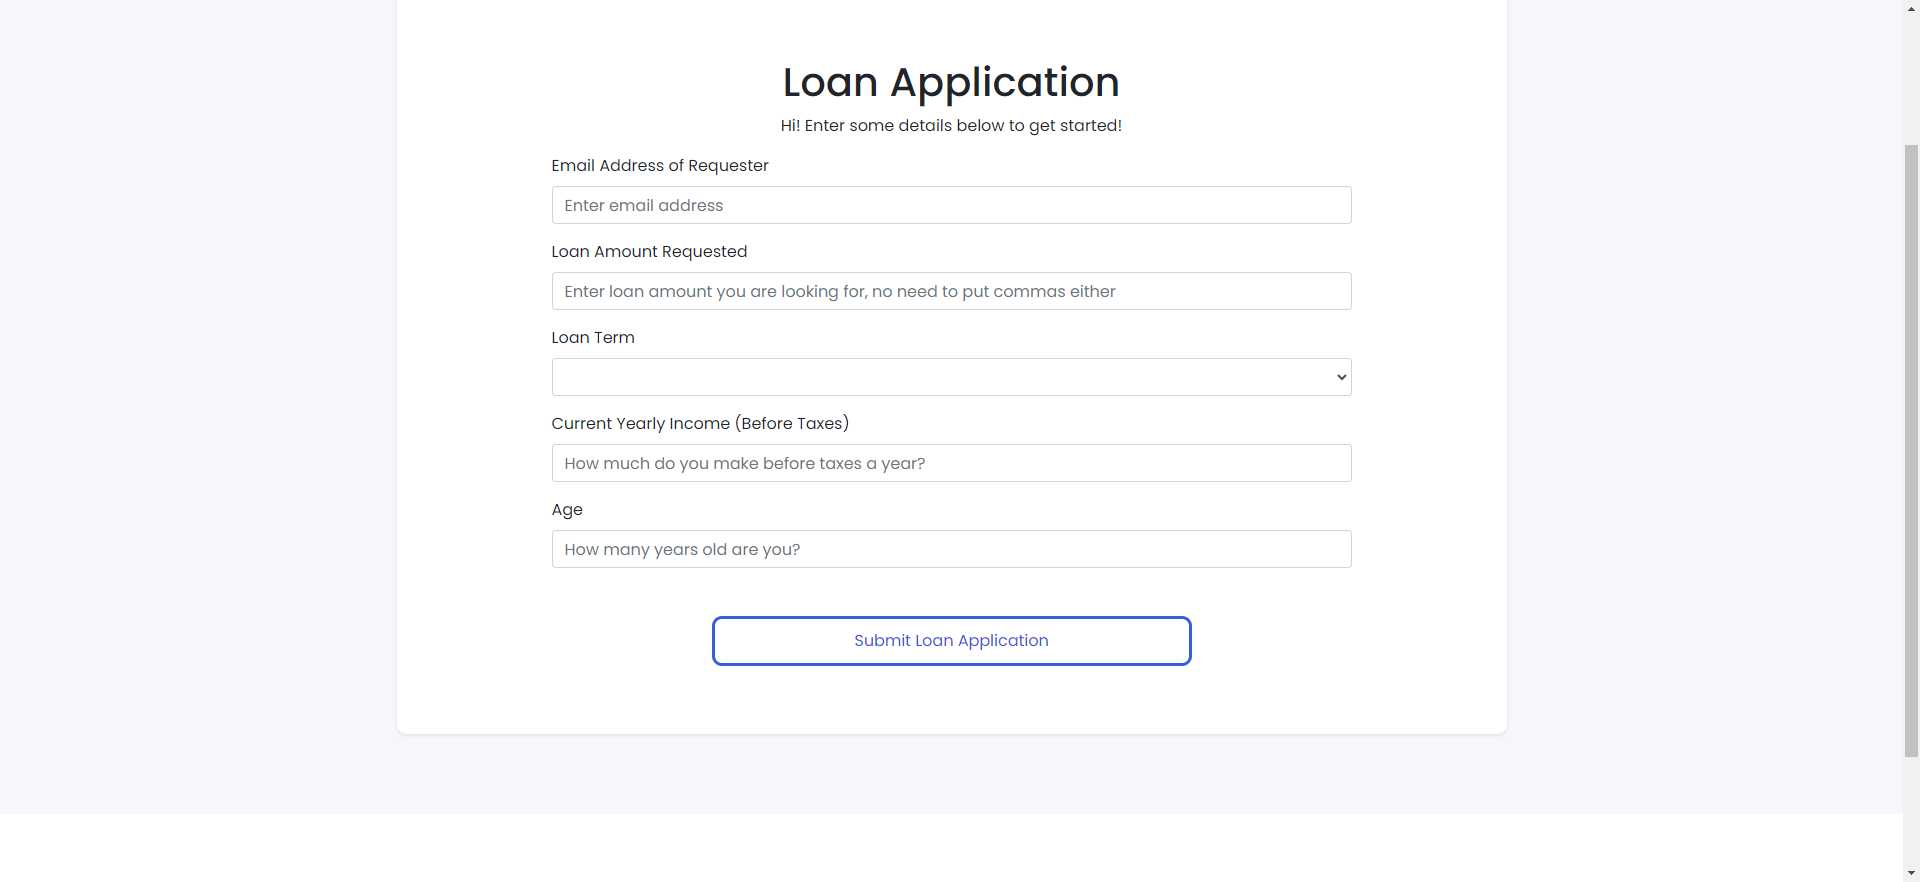 Loan Application
Hi! Enter some details below to get started!
Email Address of Requester
Enter email address
Loan Amount Requested
Enter loan amount you are looking for, no need to put commas either
Loan Term
Current Yearly Income (Before Taxes)
How much do you make before taxes a year?
Age
How many years old are you?
Submit Loan Application